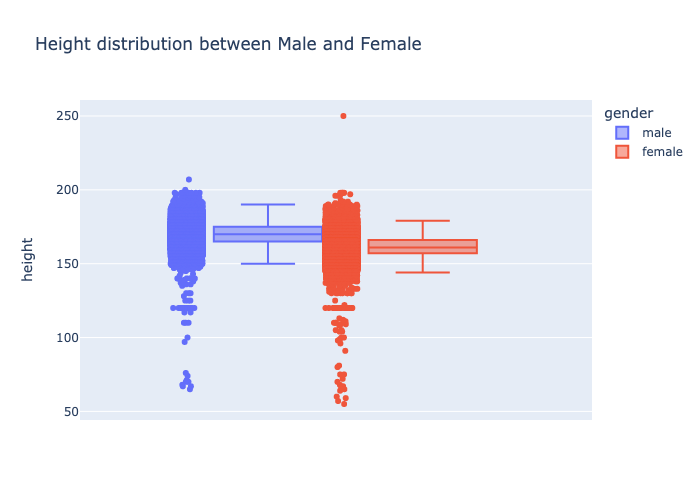 Height distribution between Male and Female
250
200
150
100
50
height
gender
male
female